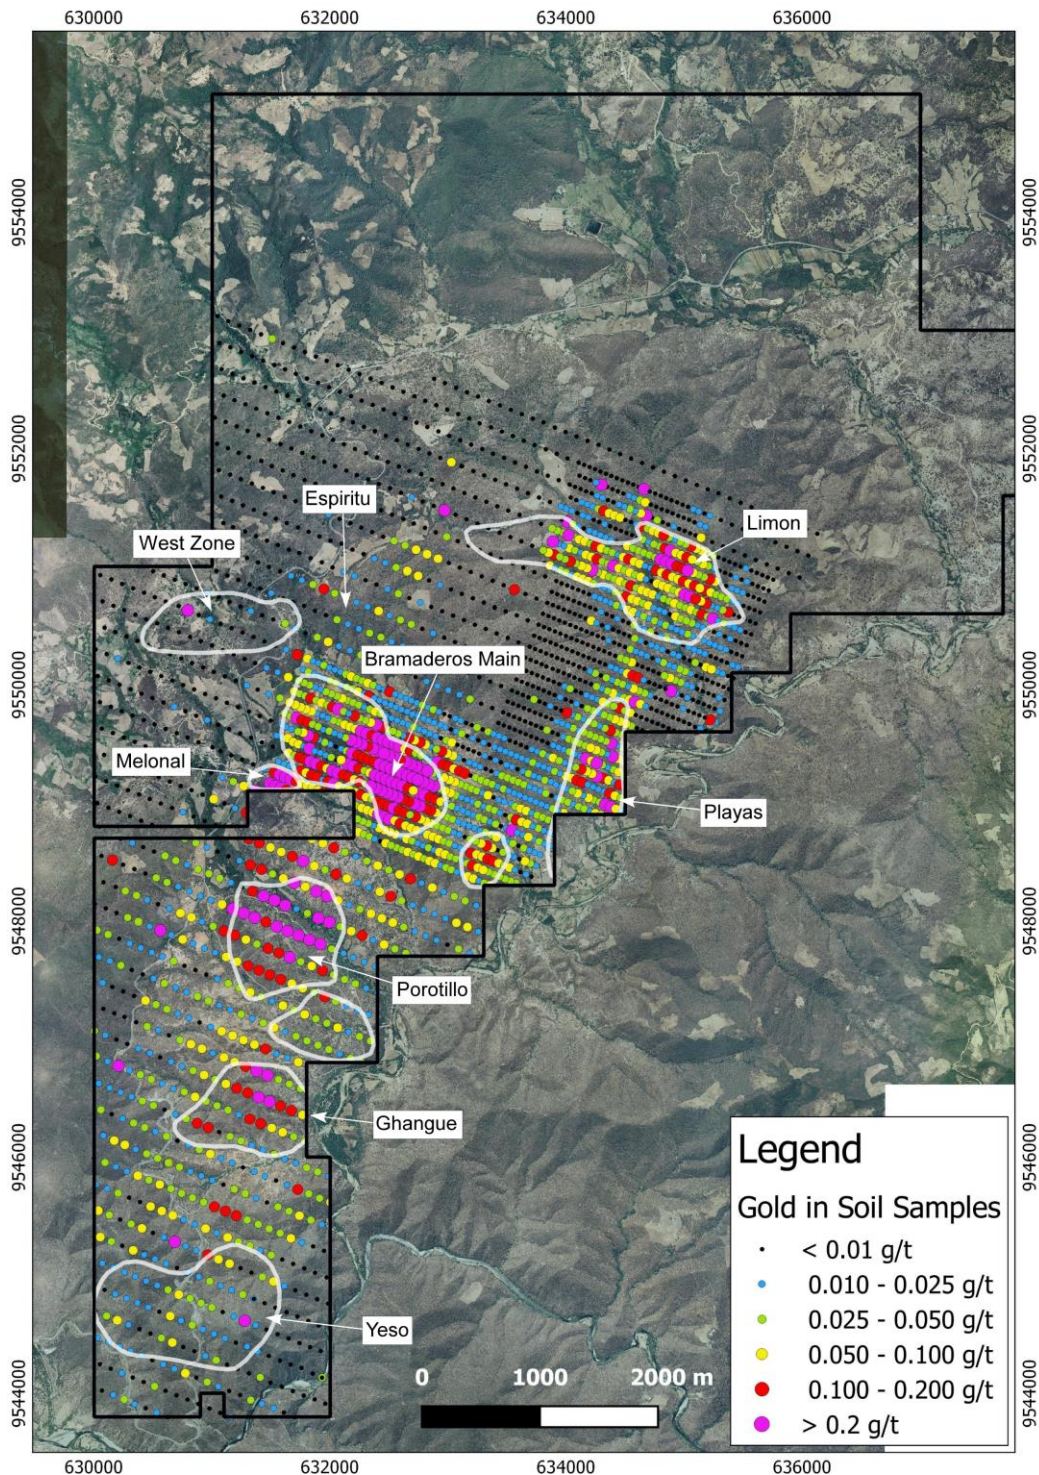 630000 632000 634000 636000
9554000 9554000
9552000 9552000
Espiritu
Limon
West Zone
Bramaderos Main
9550000 9550000
Melonal
Playas
9548000 9548000
Porotillo
Ghangue
9546000 9546000
Yeso
9544000 9544000
0 1000 2000 m
Legend
Gold in Soil Samples
< 0.01 g/t
0.010 - 0.025 g/t
0.025 - 0.050 g/t
0.050 - 0.100 g/t
0.100 - 0.200 g/t
> 0.2 g/t
630000 632000 634000 636000